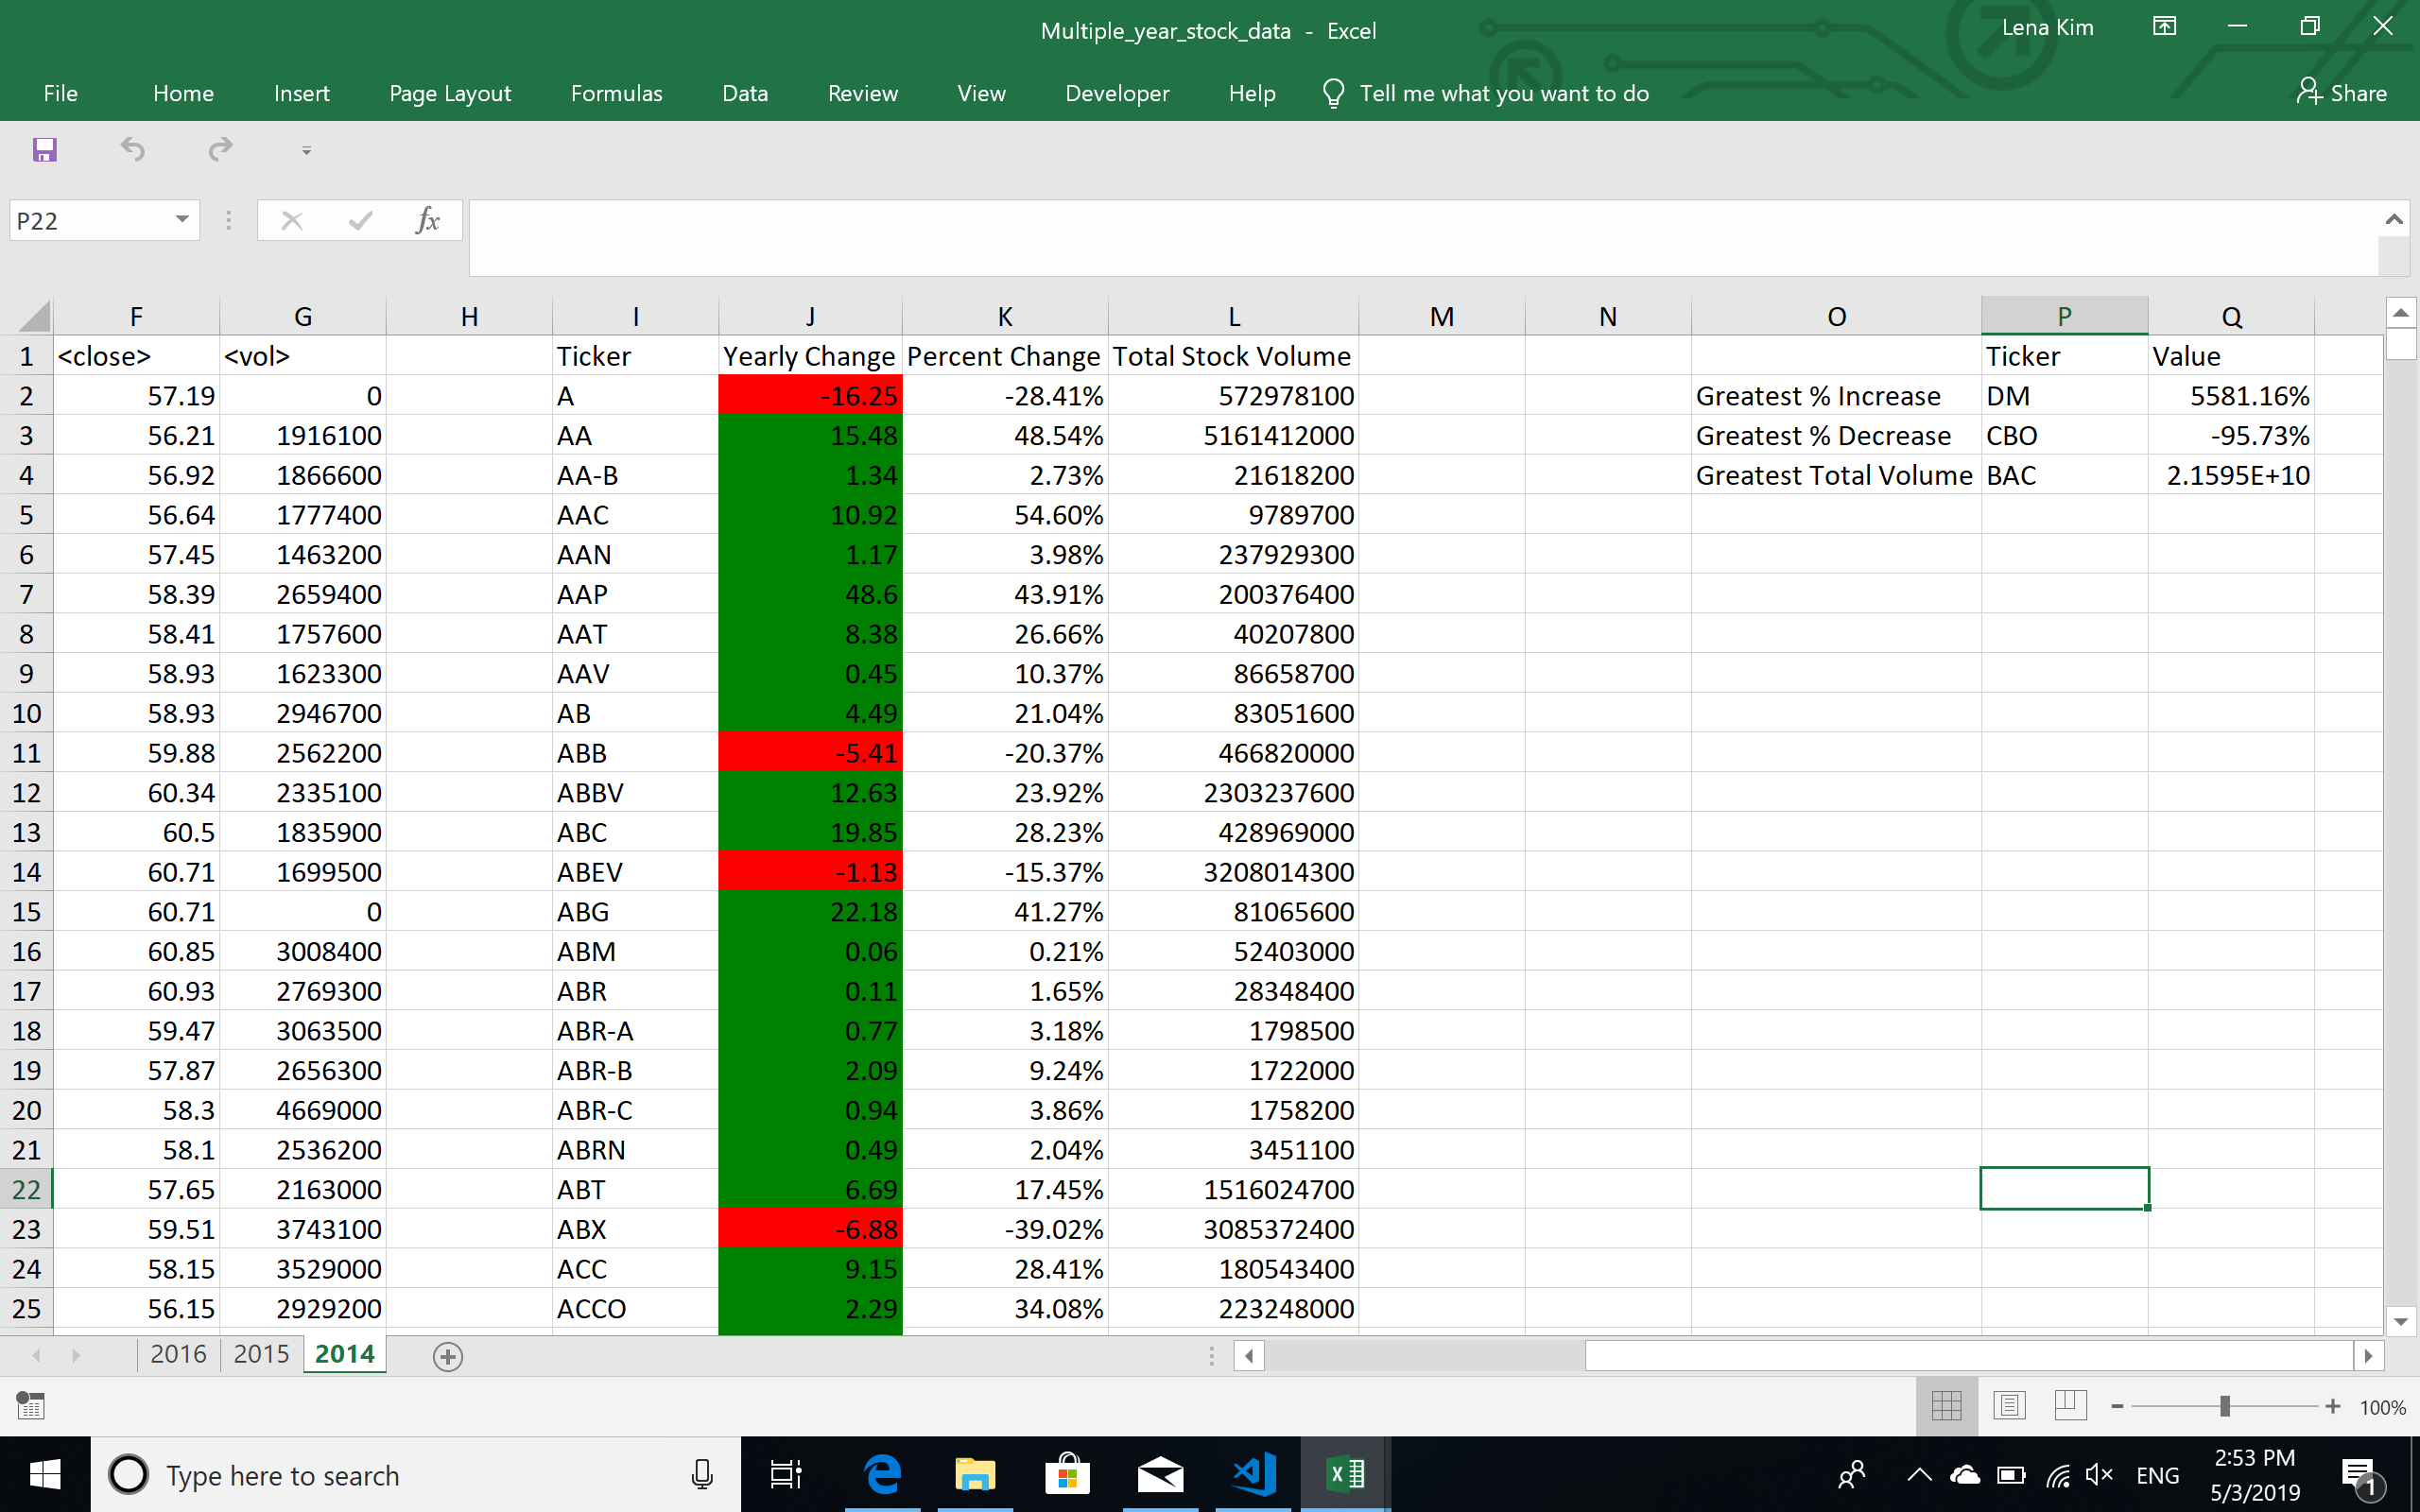 Multiple_year_stock_data - Excel
Lena Kim
File Home Insert Page Layout Formulas Data Review View Developer Help Tell me what you want to do Share
P22 fx
F G H I J K L M N O P Q
1 <close> <vol> Ticker Yearly Change Percent Change Total Stock Volume Ticker Value
2 57.19 0 A -16.25 -28.41% 572978100 Greatest % Increase DM 5581.16%
3 56.21 1916100 AA 15.48 48.54% 5161412000 Greatest % Decrease CBO -95.73%
4 56.92 1866600 AA-B 1.34 2.73% 21618200 Greatest Total Volume BAC 2.1595E+10
5 56.64 1777400 AAC 10.92 54.60% 9789700
6 57.45 1463200 AAN 1.17 3.98% 237929300
7 58.39 2659400 AAP 48.6 43.91% 200376400
8 58.41 1757600 AAT 8.38 26.66% 40207800
9 58.93 1623300 AAV 0.45 10.37% 86658700
10 58.93 2946700 AB 4.49 21.04% 83051600
11 59.88 2562200 ABB -5.41 -20.37% 466820000
12 60.34 2335100 ABBV 12.63 23.92% 2303237600
13 60.5 1835900 ABC 19.85 28.23% 428969000
14 60.71 1699500 ABEV -1.13 -15.37% 3208014300
15 60.71 0 ABG 22.18 41.27% 81065600
16 60.85 3008400 ABM 0.06 0.21% 52403000
17 60.93 2769300 ABR 0.11 1.65% 28348400
18 59.47 3063500 ABR-A 0.77 3.18% 1798500
19 57.87 2656300 ABR-B 2.09 9.24% 1722000
20 58.3 4669000 ABR-C 0.94 3.86% 1758200
21 58.1 2536200 ABRN 0.49 2.04% 3451100
22 57.65 2163000 ABT 6.69 17.45% 1516024700
23 59.51 3743100 ABX -6.88 -39.02% 3085372400
24 58.15 3529000 ACC 9.15 28.41% 180543400
25 56.15 2929200 ACCO 2.29 34.08% 223248000
2016 2015 2014
100%
Type here to search
ENG
2:53 PM
5/3/2019
1